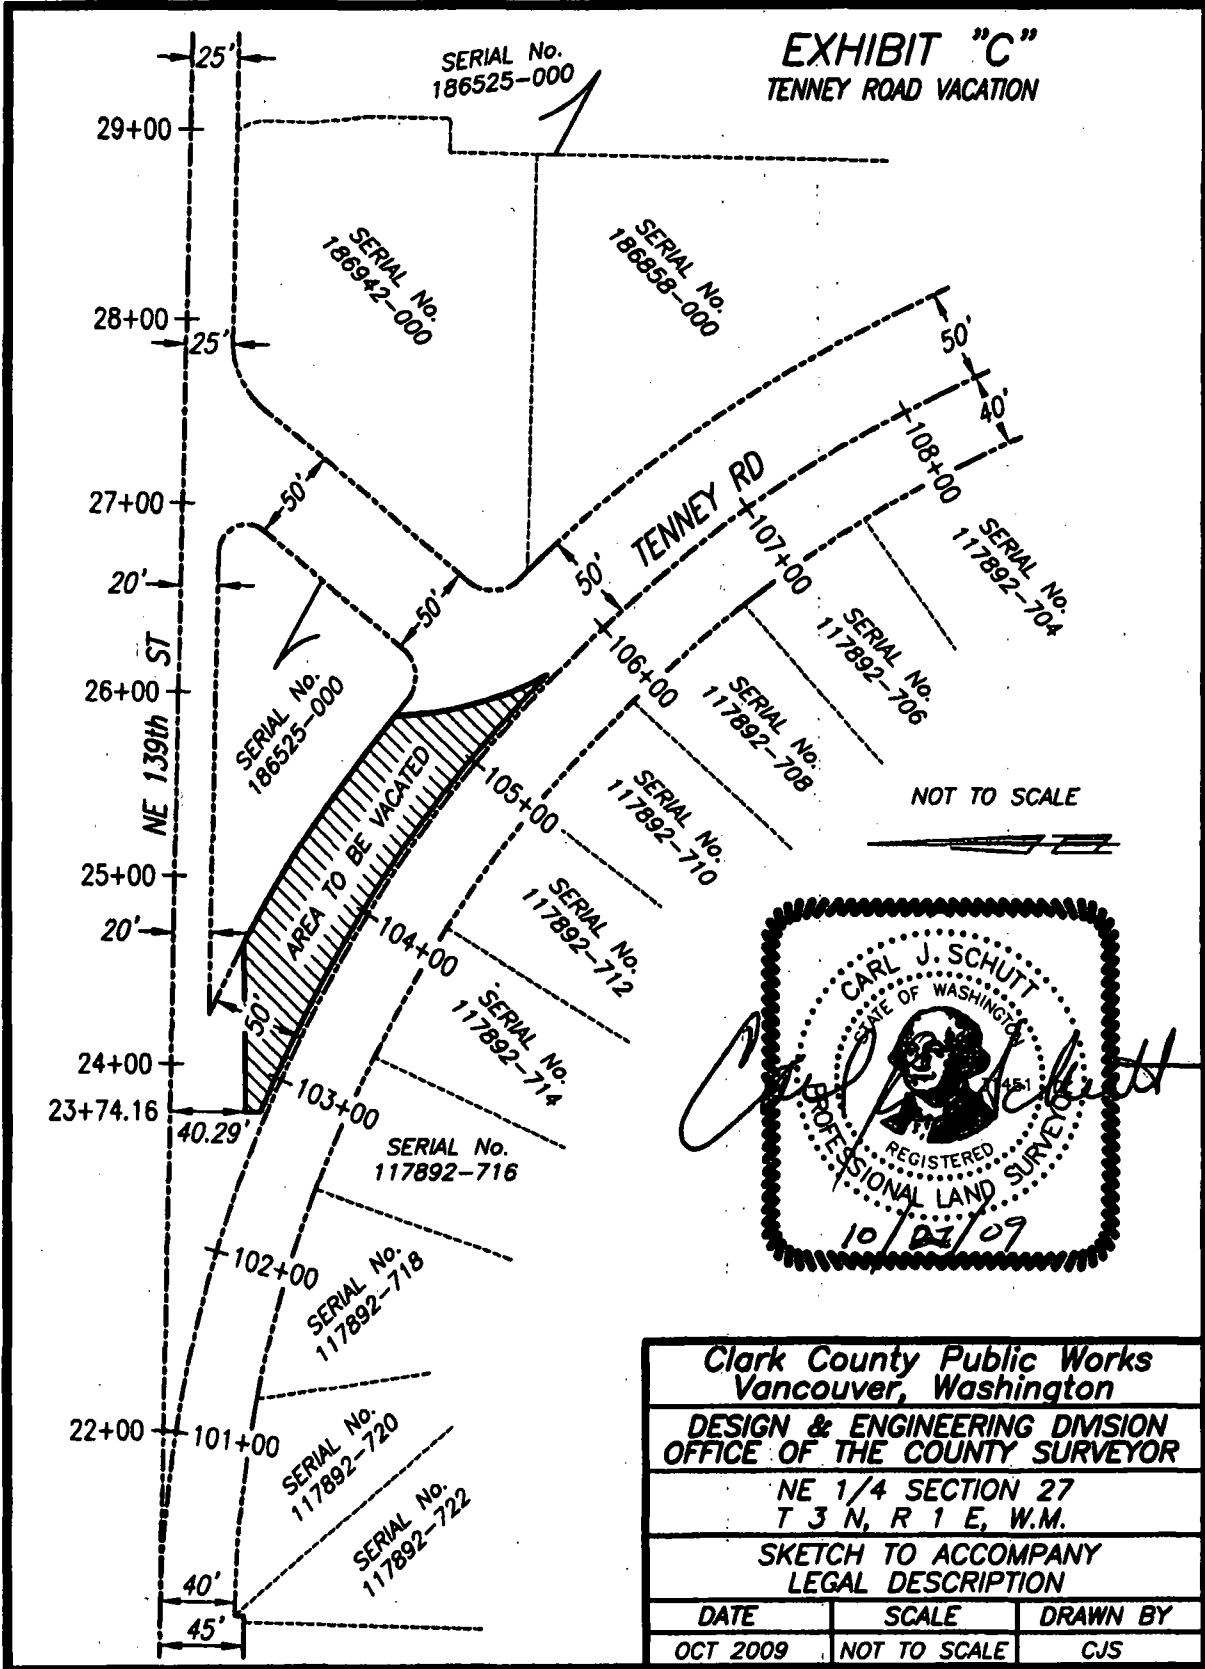 EXHIBIT "C"
TENNEY ROAD VACATION
25'
SERIAL No.
186525-000
29+00
SERIAL No.
186942-000
SERIAL No.
186858-000
28+00
25'
50'
40'
108+00
TENNEY RD
27+00
50'
107+00
50'
SERIAL No.
117892-704
20'
50'
106+00
SERIAL No.
117892-706
NE 139th ST
26+00
SERIAL No.
186525-000
SERIAL No.
117892-708
105+00
SERIAL No.
117892-710
NOT TO SCALE
AREA TO BE VACATED
25+00
20'
104+00
SERIAL No.
117892-712
50'
SERIAL No.
117892-714
24+00
23+74.16
40.29'
103+00
SERIAL No.
117892-716
CARL J. SCHUTT
STATE OF WASHINGTON
REGISTERED
PROFESSIONAL LAND SURVEYOR
Carl J Schutt
10/ /09
102+00
SERIAL No.
117892-718
22+00
101+00
SERIAL No.
117892-720
SERIAL No.
117892-722
40'
45'
Clark County Public Works
Vancouver, Washington
DESIGN & ENGINEERING DIVISION
OFFICE OF THE COUNTY SURVEYOR
NE 1/4 SECTION 27
T 3 N, R 1 E, W.M.
SKETCH TO ACCOMPANY
LEGAL DESCRIPTION
DATE SCALE DRAWN BY
OCT 2009 NOT TO SCALE CJS